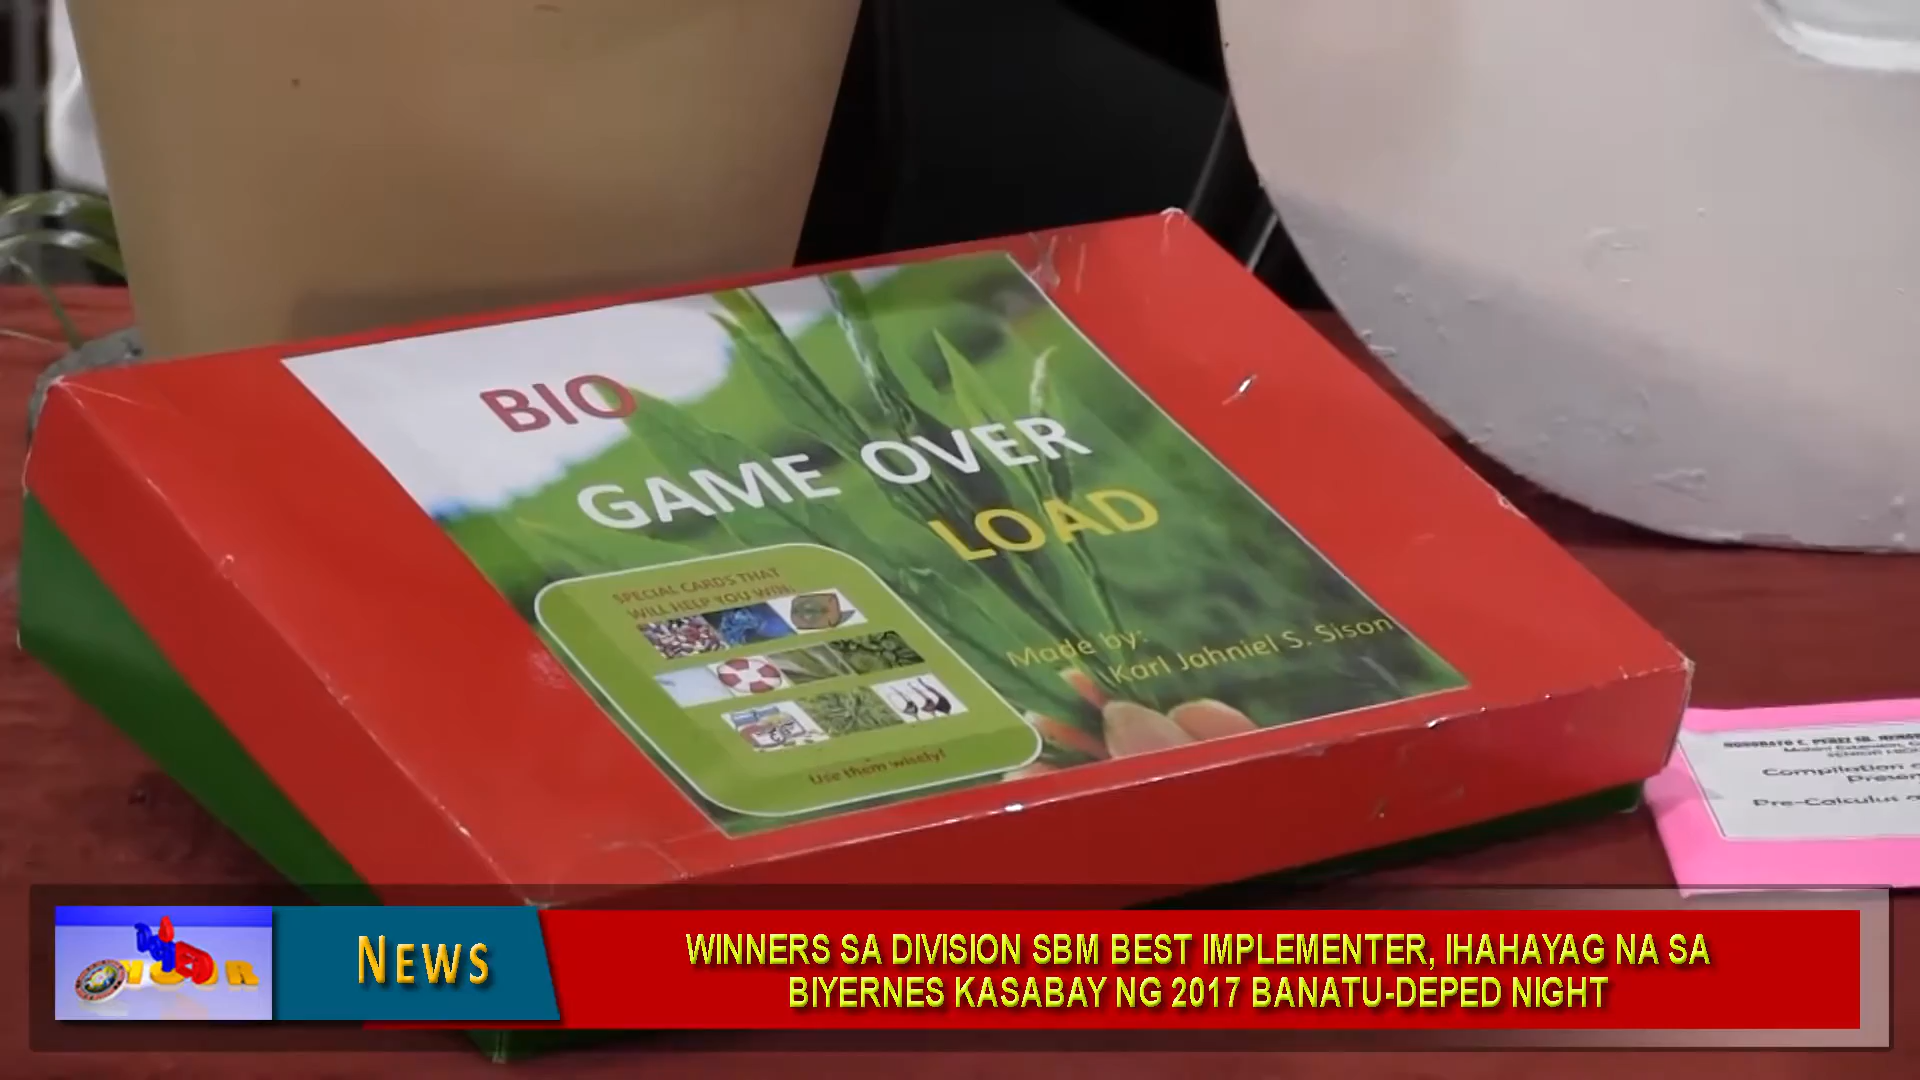 BIO
GAME OVER
LOAD
SPECIAL CARDS THAT
WILL HELP YOU WIN:
Use them wisely!
Made by:
Karl Jahniel S. Sison
Compilation
Presen
Pre-Calculus
NEWS
WINNERS SA DIVISION SBM BEST IMPLEMENTER, IHAHAYAG NA SA
BIYERNES KASABAY NG 2017 BANATU-DEPED NIGHT